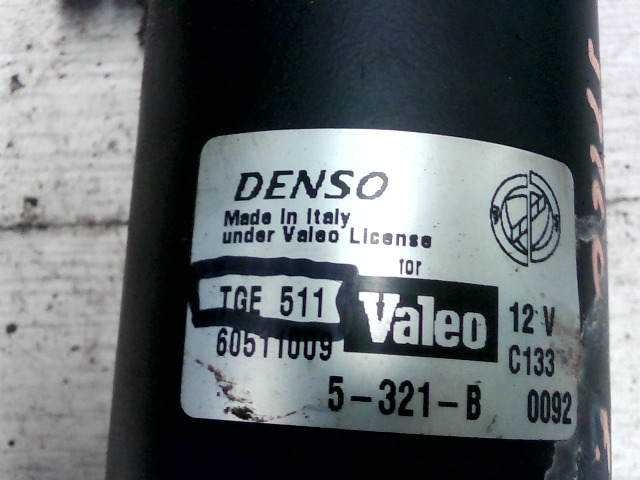 DENSO
Made in Italy
under Valeo License
for
TGE 511
Valeo
12 V
60511009
C133
5-321-B
0092